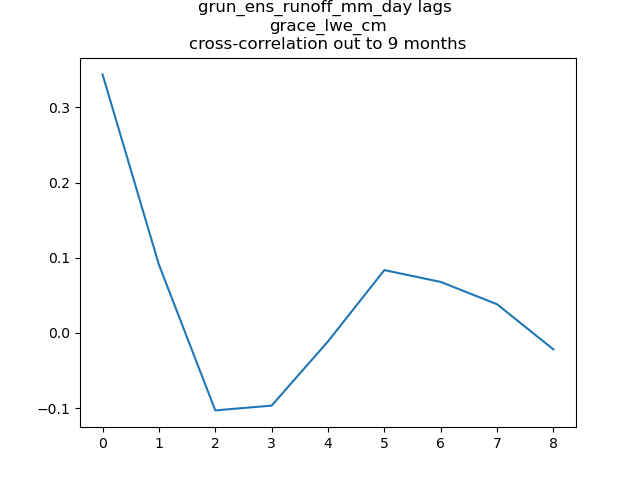 grun_ens_runoff_mm_day lags
grace_lwe_cm
cross-correlation out to 9 months
0.3
0.2
0.1
0.0
−0.1
0 1 2 3 4 5 6 7 8